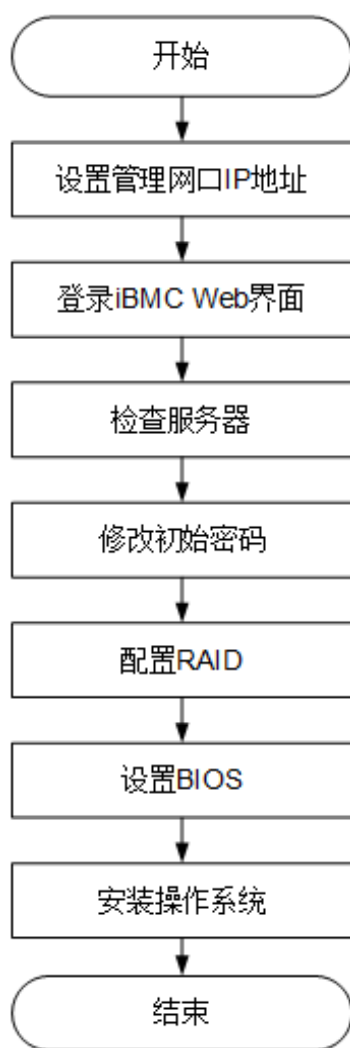 开始
设置管理网口IP地址
登录iBMC Web界面
检查服务器
修改初始密码
配置RAID
设置BIOS
安装操作系统
结束